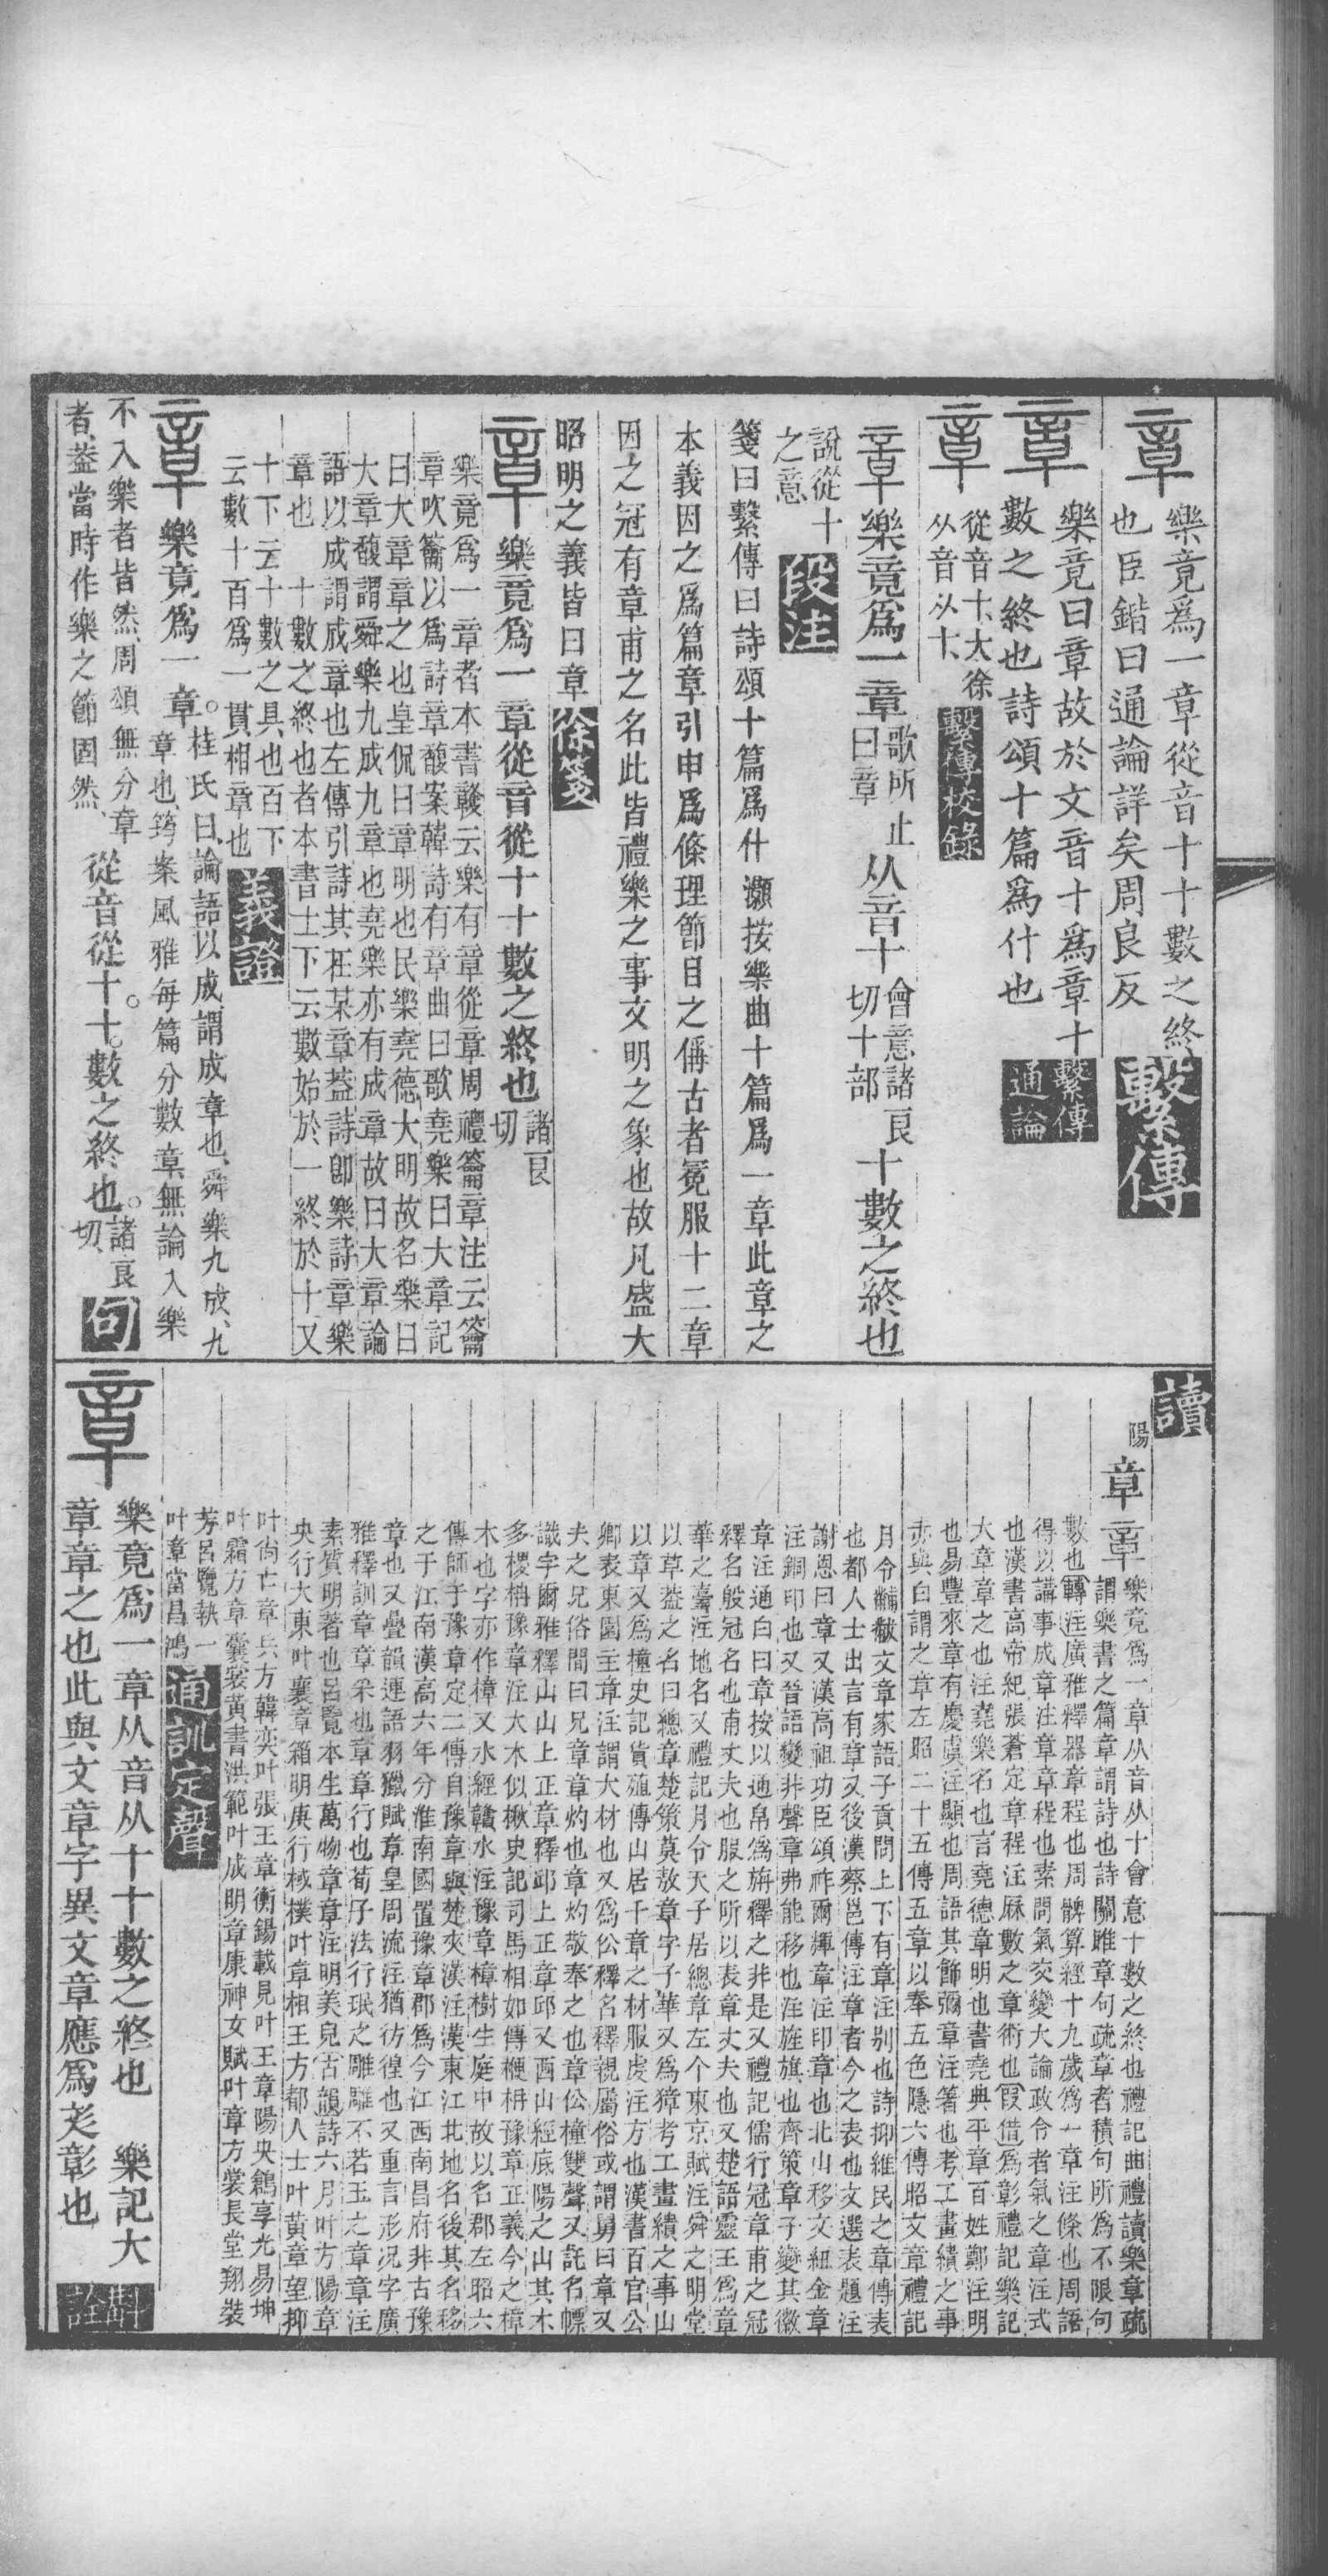 章
樂竟爲一章從音十十數之終
也臣鍇曰通論詳矣周良反
繫傳
章
樂竟曰章故於文音十爲章十
數之終也詩頌十篇爲什也
繫傳
通論
章
從音十大徐
从音从十
繫傳校錄
章樂竟爲一章
歌所止
曰章
从音十
會意諸良
切十部
十數之終也
說從十
之意
段注
箋曰繫傳曰詩頌十篇爲什灝按樂曲十篇爲一章此章之
本義因之爲篇章引申爲條理節目之偁古者冕服十二章
因之冠有章甫之名此皆禮樂之事文明之象也故凡盛大
昭明之義皆曰章
徐箋
章樂竟爲一章從音從十十數之終也
諸良
切
樂竟爲一章者本書竷云樂有章從章周禮籥章注云籥
章吹籥以爲詩章馥案韓詩有章曲曰歌堯樂曰大章記
曰大章章之也皇侃曰章明也民樂堯德大明故名樂曰
大章馥謂舜樂九成九章也堯樂亦有成章故曰大章論
語以成謂成章也左傳引詩其在某章葢詩卽樂詩章樂
章也 十數之終也者本書士下云數始於一終於十又
十下云十數之具也百下
云數十百爲一貫相章也
義證
章樂竟爲一章
桂氏曰論語以成謂成章也舜樂九成九
章也筠案風雅每篇分數章無論入樂
不入樂者皆然周頌無分章
者葢當時作樂之節固然
從音從十十數之終也
諸良
切
句
讀
陽
章
章
樂竟爲一章从音从十會意十數之終也禮記曲禮讀樂章疏
謂樂書之篇章謂詩也詩關雎章句疏章者積句所爲不限句
數也轉注廣雅釋器章程也周髀算經十九歲爲一章注條也周語
得以講事成章注章章程也素問氣交變大論政令者氣之章注式
也漢書高帝紀張蒼定章程注厤數之章術也叚借爲彰禮記樂記
大章章之也注堯樂名也言堯德章明也書堯典平章百姓鄭注明
也易豐來章有慶虞注顯也周語其飾彌章注著也考工畫繢之事
亦與白謂之章左昭二十五傳五章以奉五色隱六傳昭文章禮記
月令黼黻文章家語子貢問上下有章注别也詩抑維民之章傳表
也都人士出言有章又後漢蔡邕傳注章者今之表也文選表題注
謝恩曰章又漢高祖功臣頌祚爾輝章注印章也北山移文紐金章
注銅印也又晉語變非聲章弗能移也注旌旗也齊策章子變其徽
章注通白曰章按以通帛爲旃釋之非是又禮記儒行冠章甫之冠
釋名殷冠名也甫丈夫也服之所以表章丈夫也又楚語靈王爲章
華之臺注地名又禮記月令天子居總章左个東京賦注舜之明堂
以草葢之名曰總章楚策莫敖章字子華又爲獐考工畫繢之事山
以章又爲橦史記貨殖傳山居千章之材服虔注方也漢書百官公
卿表東園主章注謂大材也又爲伀釋名釋親屬俗或謂舅曰章又
夫之兄俗間曰兄章章灼也章灼敬奉之也章伀橦雙聲又託名幖
識字爾雅釋山山上正章釋邱上正章邱又西山經底陽之山其木
多㮨枏豫章注大木似楸史記司馬相如傳楩枏豫章正義今之樟
木也字亦作樟又水經贛水注豫章樟樹生庭中故以名郡左昭六
傳師于豫章定二傳自豫章與楚夾漢注漢東江北地名後其名移
之于江南漢高六年分淮南國置豫章郡爲今江西南昌府非古豫
章也又疊韻連語羽獵賦章皇周流注猶彷徨也又重言形況字廣
雅釋訓章章采也章章行也荀子法行珉之雕雕不若玉之章章注
素質明著也呂覽本生萬物章章注明美皃古韻詩六月叶方陽章
央行大東叶襄章箱明庚行棫樸叶章相王方都人士叶黃章望抑
叶尚亡章兵方韓奕叶張王章衡鍚載見叶王章陽央鶬享光易坤
叶霜方章囊裳黃書洪範叶成明章康神女賦叶章方裳長堂翔裝
芳呂覽執一
叶章當昌鴻
通訓定聲
章
樂竟爲一章从音从十十數之終也 樂記大
章章之也此與文章字異文章應爲彣彰也
斠
詮